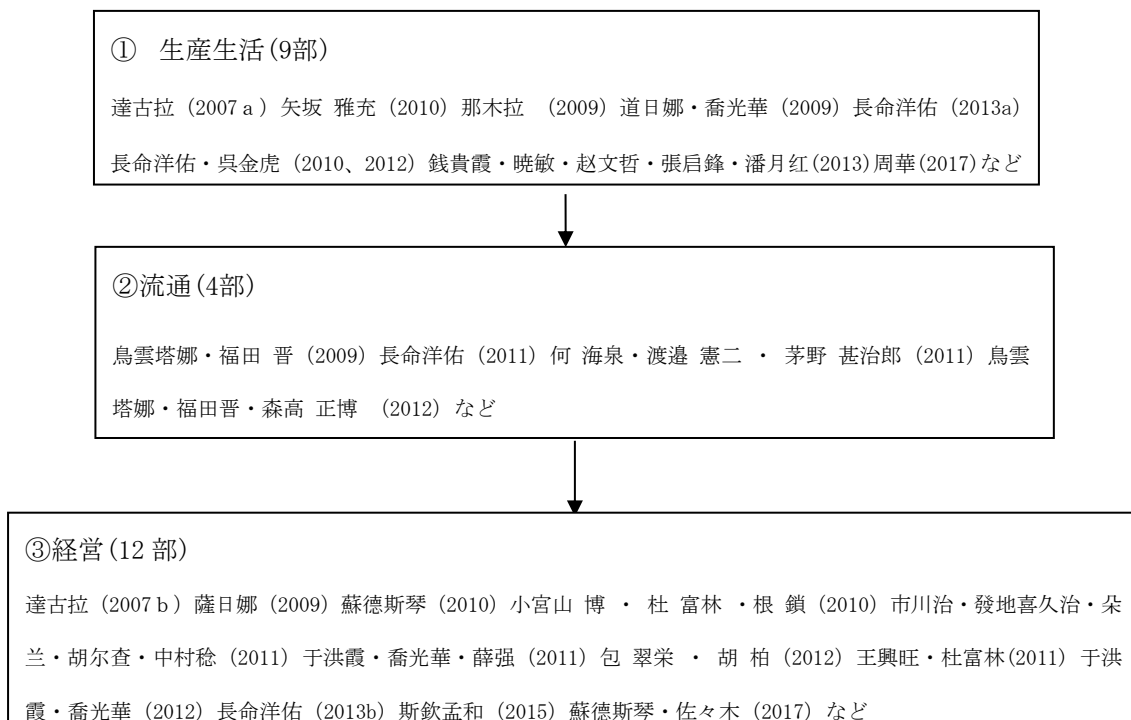 ①　生産生活(9部)
達古拉（2007a）矢坂 雅充（2010）那木拉　（2009）道日娜・喬光華（2009）長命洋佑（2013a）
長命洋佑・呉金虎（2010、2012）銭貴霞・暁敏・赵文哲・張启鋒・潘月红(2013)周華(2017)など
②流通(4部)
鳥雲塔娜・福田 晋（2009）長命洋佑（2011）何 海泉・渡邉 憲二 ・ 茅野 甚治郎（2011）鳥雲
塔娜・福田晋・森高 正博　（2012）など
③経営(12 部)
達古拉（2007b）薩日娜（2009）蘇德斯琴（2010）小宮山 博 ・ 杜 富林 ・根 鎖（2010）市川治・發地喜久治・朵
兰・胡尔查・中村稔（2011）于洪霞・喬光華・薛强（2011）包 翠栄 ・ 胡 柏（2012）王興旺・杜富林(2011）于洪
霞・喬光華（2012）長命洋佑（2013b）斯欽孟和（2015）蘇德斯琴・佐々木（2017）など